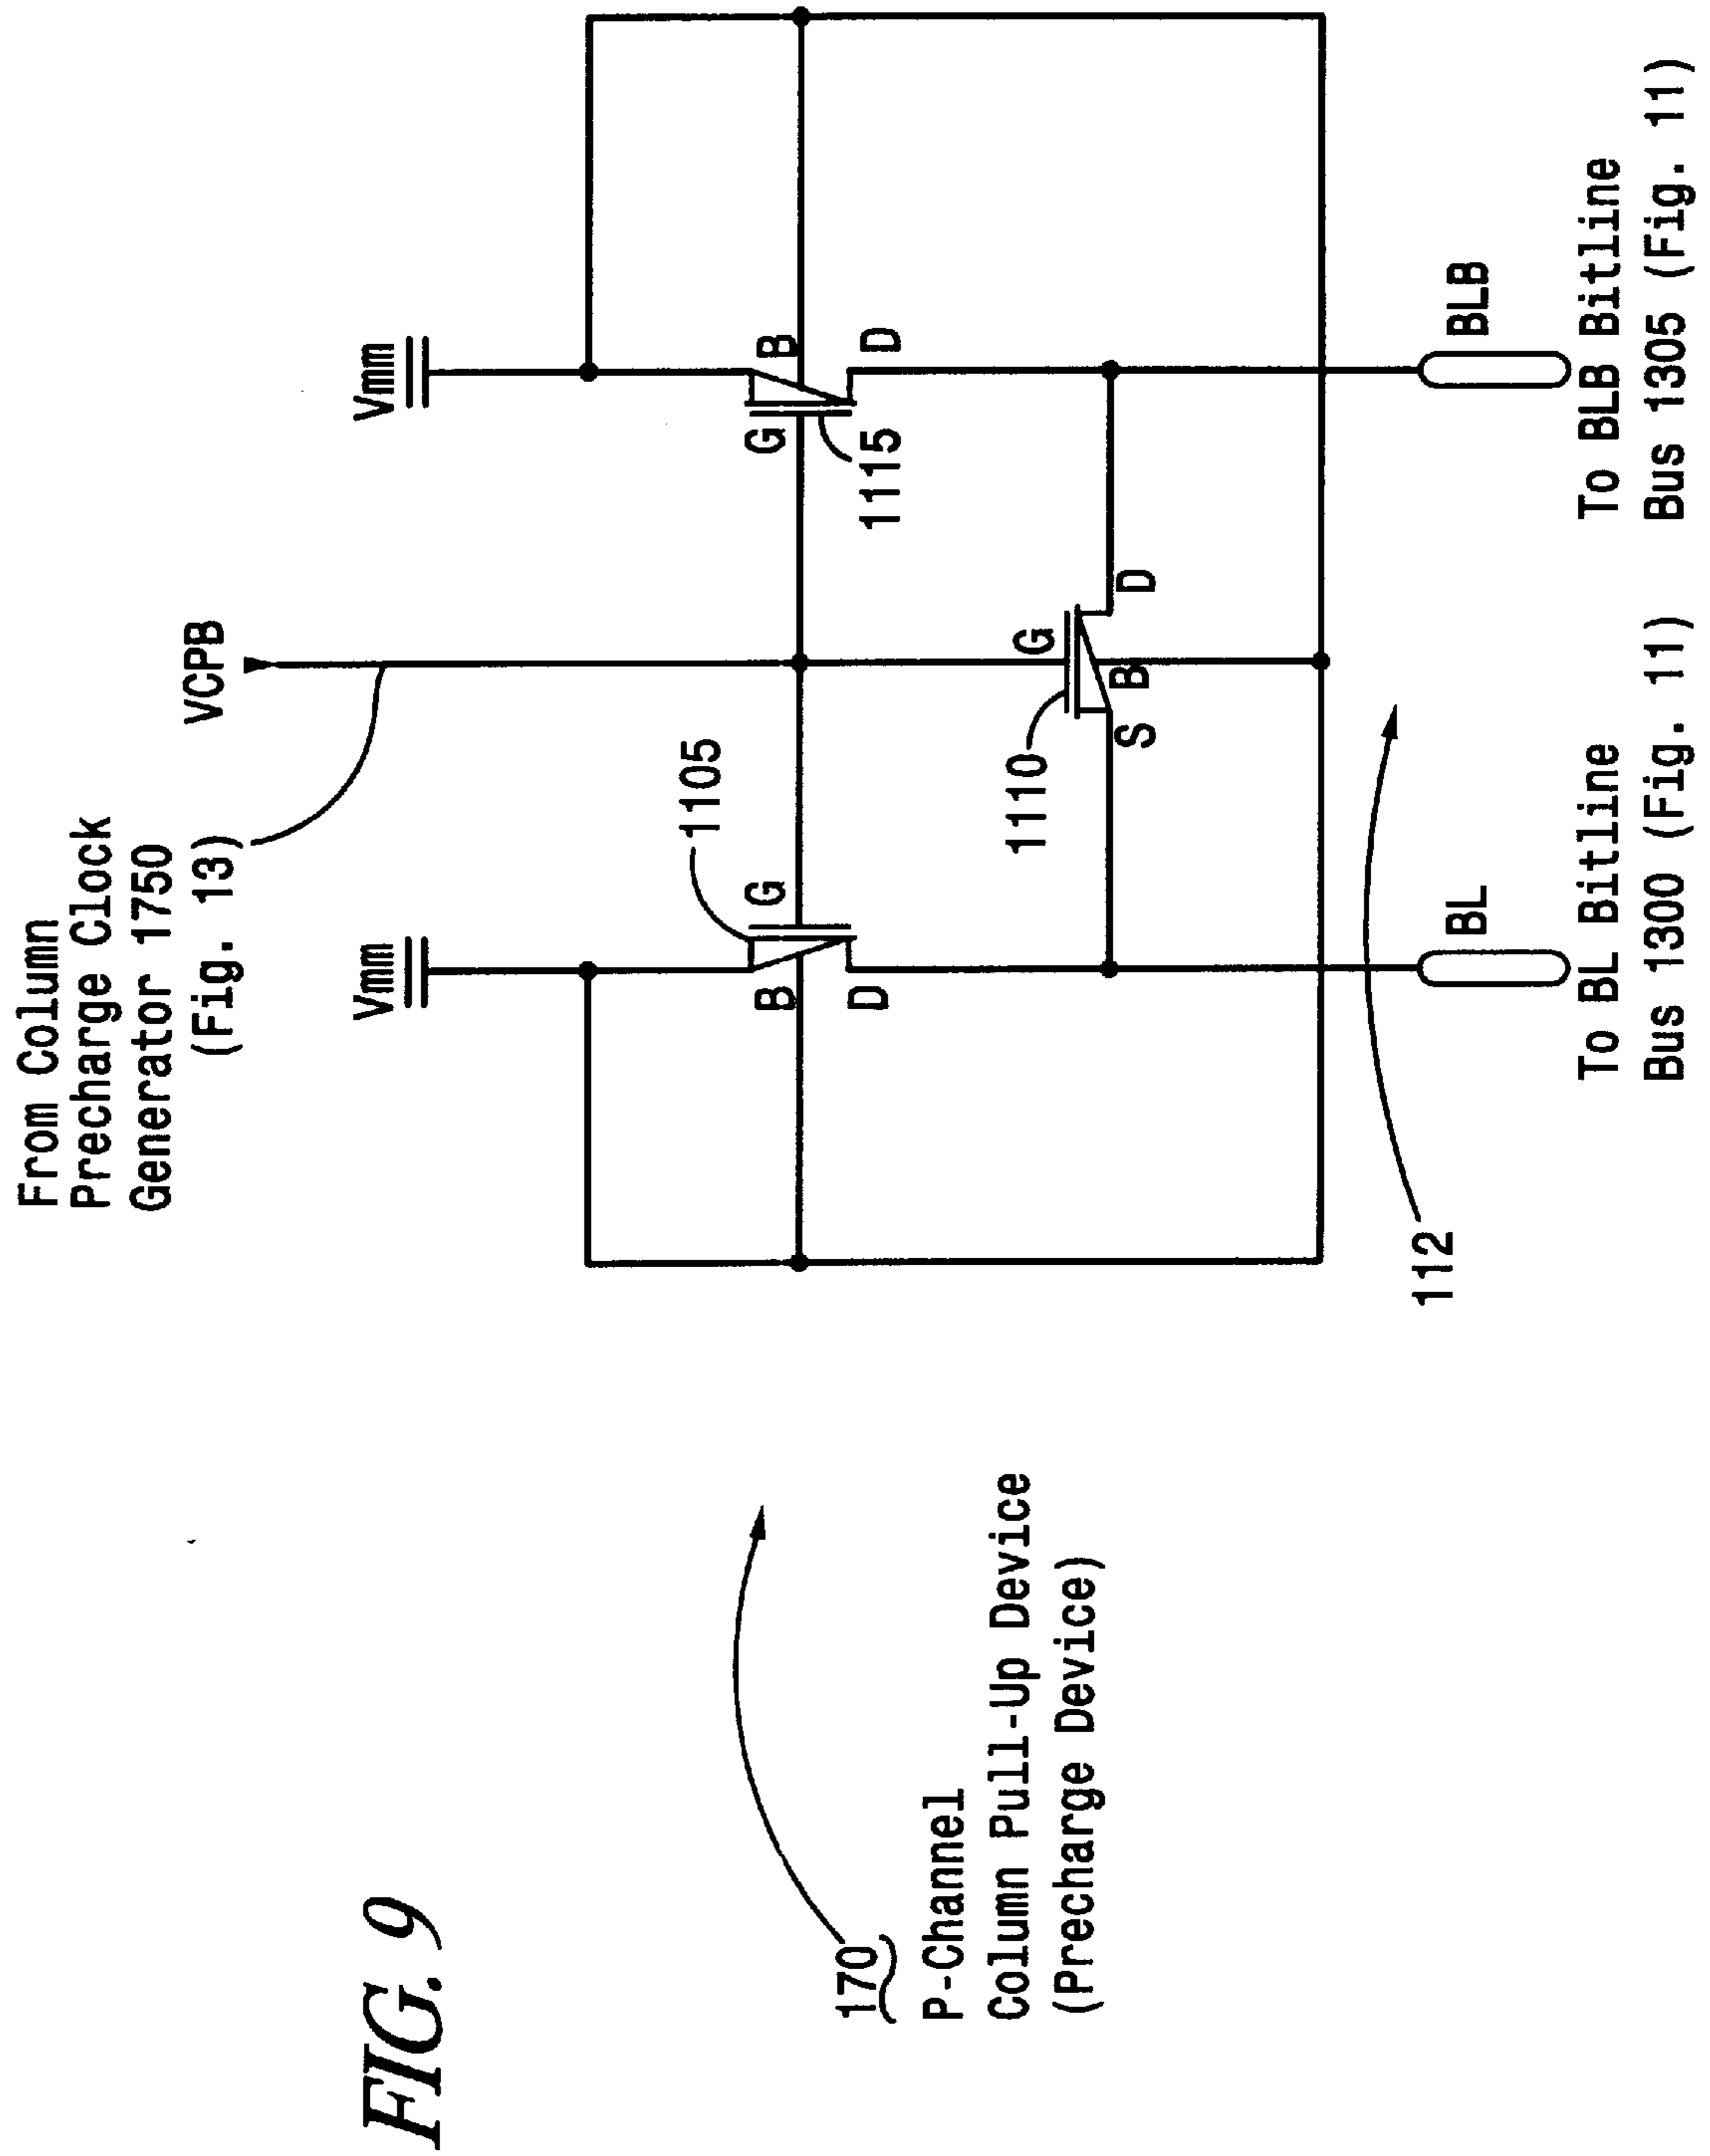 FIG. 9
170
P-Channel
Column Pull-Up Device
(Precharge Device)
From Column
Precharge Clock
Generator 1750
(Fig. 13)
VCPB
Vmm
Vmm
1105
G
B
D
G
B
D
1115
G
D
B
S
1110
112
BL
BLB
To BL Bitline
Bus 1300 (Fig. 11)
To BLB Bitline
Bus 1305 (Fig. 11)